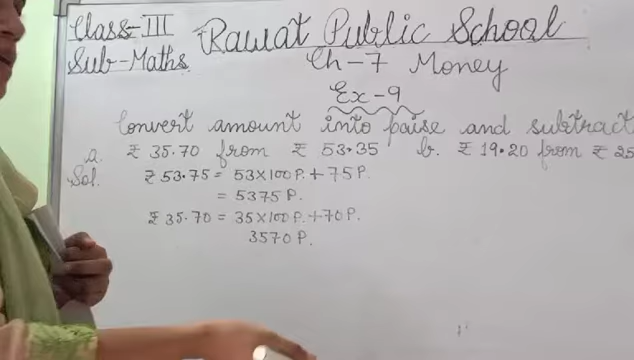 Class-III Rawat Public School
Sub-Maths Ch-7 Money
Ex-9
Convert amount into paise and subtract
a. ₹ 35.70 from ₹ 53.35 b. ₹ 19.20 from ₹ 25
Sol. ₹ 53.75 = 53×100 P. + 75 P.
= 5375 P.
₹ 35.70 = 35×100 P. + 70 P.
3570 P.